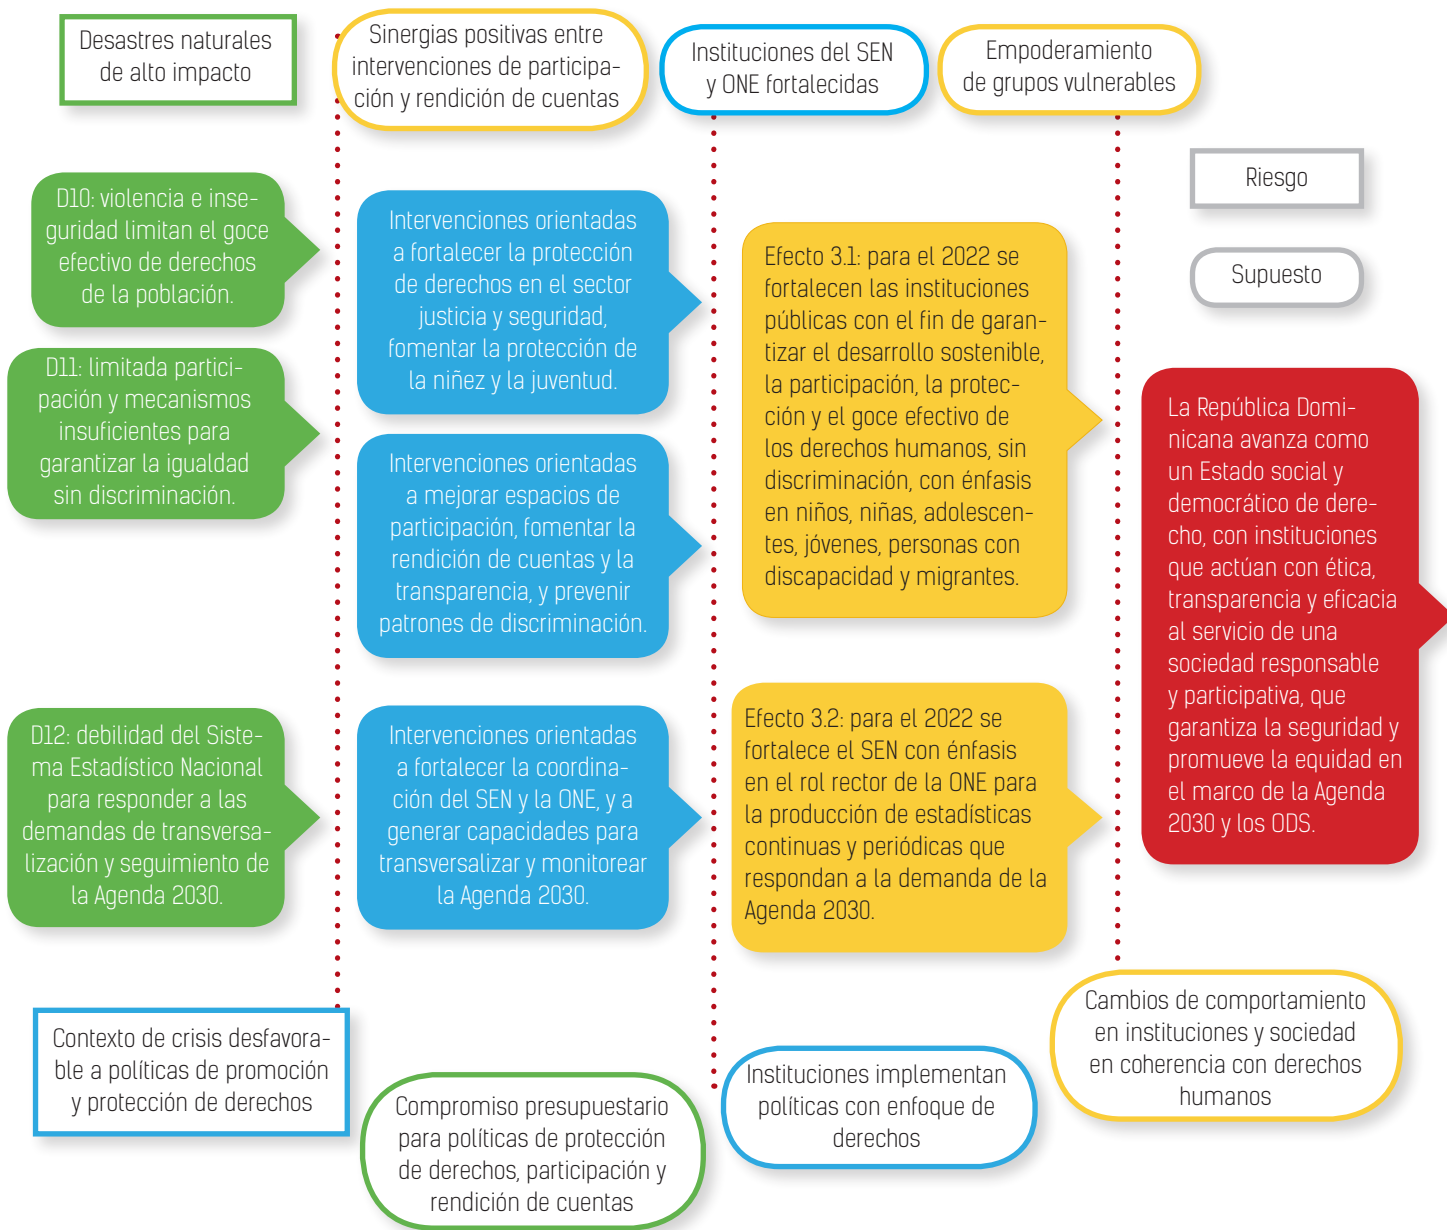 Desastres naturales
de alto impacto
Sinergias positivas entre
intervenciones de participa-
ción y rendición de cuentas
Instituciones del SEN
y ONE fortalecidas
Empoderamiento
de grupos vulnerables
Riesgo
Supuesto
D10: violencia e inse-
guridad limitan el goce
efectivo de derechos
de la población.
D11: limitada partici-
pación y mecanismos
insuficientes para
garantizar la igualdad
sin discriminación.
D12: debilidad del Siste-
ma Estadístico Nacional
para responder a las
demandas de transversa-
lización y seguimiento de
la Agenda 2030.
Intervenciones orientadas
a fortalecer la protección
de derechos en el sector
justicia y seguridad,
fomentar la protección de
la niñez y la juventud.
Intervenciones orientadas
a mejorar espacios de
participación, fomentar la
rendición de cuentas y la
transparencia, y prevenir
patrones de discriminación.
Intervenciones orientadas
a fortalecer la coordina-
ción del SEN y la ONE, y a
generar capacidades para
transversalizar y monitorear
la Agenda 2030.
Efecto 3.1: para el 2022 se
fortalecen las instituciones
públicas con el fin de garan-
tizar el desarrollo sostenible,
la participación, la protec-
ción y el goce efectivo de
los derechos humanos, sin
discriminación, con énfasis
en niños, niñas, adolescen-
tes, jóvenes, personas con
discapacidad y migrantes.
Efecto 3.2: para el 2022 se
fortalece el SEN con énfasis
en el rol rector de la ONE para
la producción de estadísticas
continuas y periódicas que
respondan a la demanda de la
Agenda 2030.
La República Domi-
nicana avanza como
un Estado social y
democrático de dere-
cho, con instituciones
que actúan con ética,
transparencia y eficacia
al servicio de una
sociedad responsable
y participativa, que
garantiza la seguridad y
promueve la equidad en
el marco de la Agenda
2030 y los ODS.
Contexto de crisis desfavora-
ble a políticas de promoción
y protección de derechos
Compromiso presupuestario
para políticas de protección
de derechos, participación y
rendición de cuentas
Instituciones implementan
políticas con enfoque de
derechos
Cambios de comportamiento
en instituciones y sociedad
en coherencia con derechos
humanos